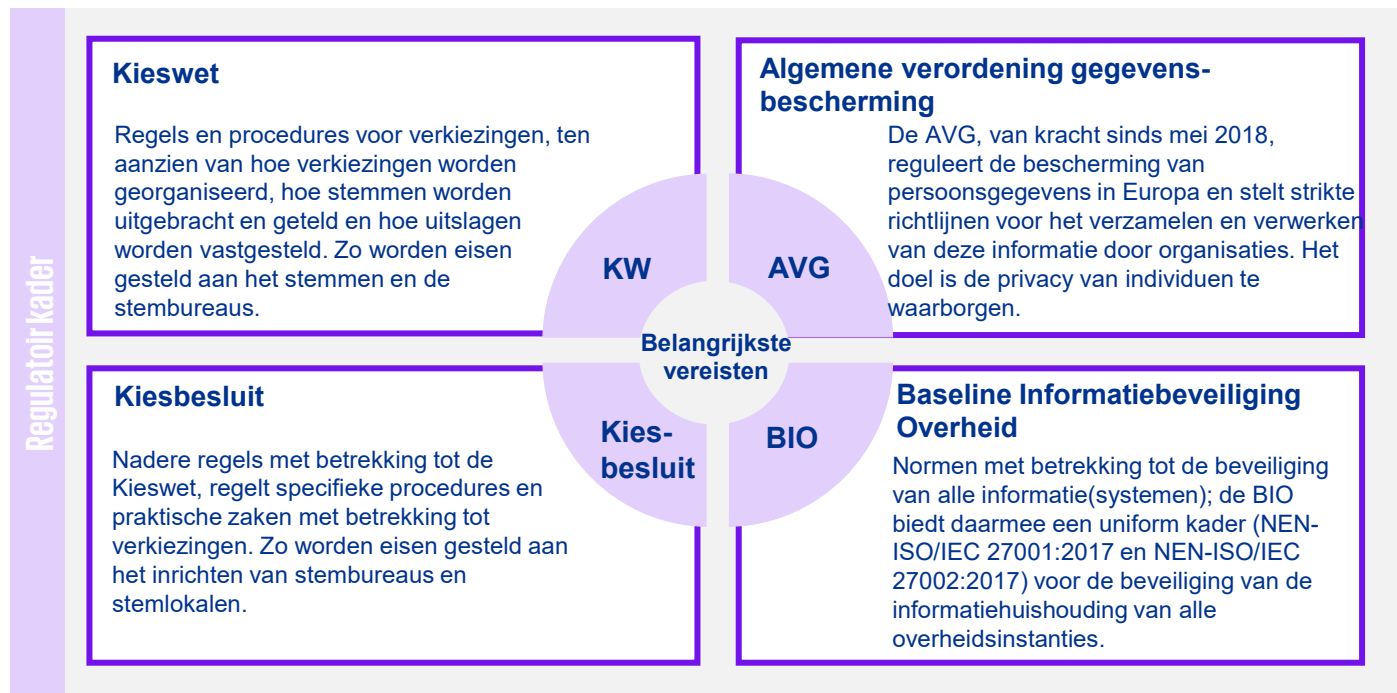 Regulatoir kader
Kieswet
Regels en procedures voor verkiezingen, ten
aanzien van hoe verkiezingen worden
georganiseerd, hoe stemmen worden
uitgebracht en geteld en hoe uitslagen
worden vastgesteld. Zo worden eisen
gesteld aan het stemmen en de
stembureaus.
Algemene verordening gegevens-
bescherming
De AVG, van kracht sinds mei 2018,
reguleert de bescherming van
persoonsgegevens in Europa en stelt strikte
richtlijnen voor het verzamelen en verwerken
van deze informatie door organisaties. Het
doel is de privacy van individuen te
waarborgen.
KW
AVG
Belangrijkste
vereisten
Kies-
besluit
BIO
Kiesbesluit
Nadere regels met betrekking tot de
Kieswet, regelt specifieke procedures en
praktische zaken met betrekking tot
verkiezingen. Zo worden eisen gesteld aan
het inrichten van stembureaus en
stemlokalen.
Baseline Informatiebeveiliging
Overheid
Normen met betrekking tot de beveiliging
van alle informatie(systemen); de BIO
biedt daarmee een uniform kader (NEN-
ISO/IEC 27001:2017 en NEN-ISO/IEC
27002:2017) voor de beveiliging van de
informatiehuishouding van alle
overheidsinstanties.